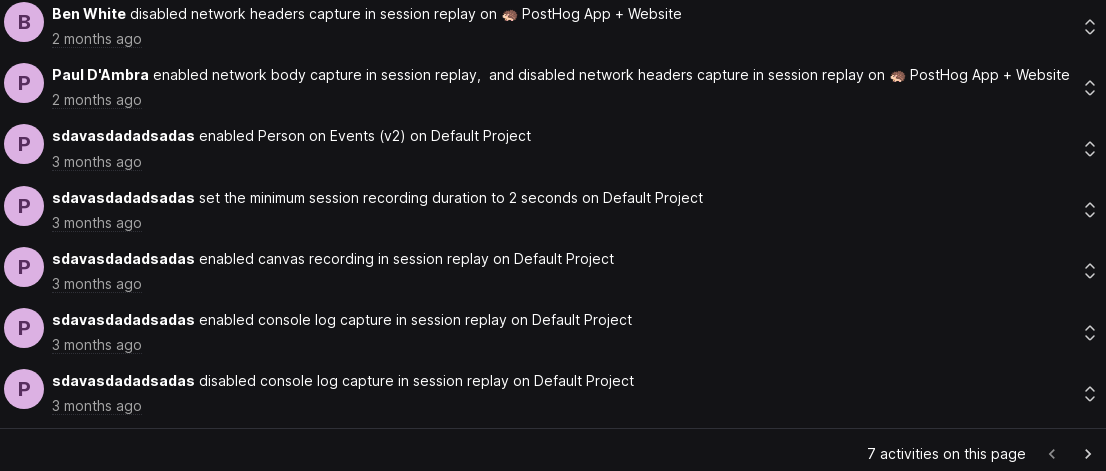 B
Ben White disabled network headers capture in session replay on 🦔 PostHog App + Website
2 months ago
P
Paul D'Ambra enabled network body capture in session replay,  and disabled network headers capture in session replay on 🦔 PostHog App + Website
2 months ago
P
sdavasdadadsadas enabled Person on Events (v2) on Default Project
3 months ago
P
sdavasdadadsadas set the minimum session recording duration to 2 seconds on Default Project
3 months ago
P
sdavasdadadsadas enabled canvas recording in session replay on Default Project
3 months ago
P
sdavasdadadsadas enabled console log capture in session replay on Default Project
3 months ago
P
sdavasdadadsadas disabled console log capture in session replay on Default Project
3 months ago
7 activities on this page